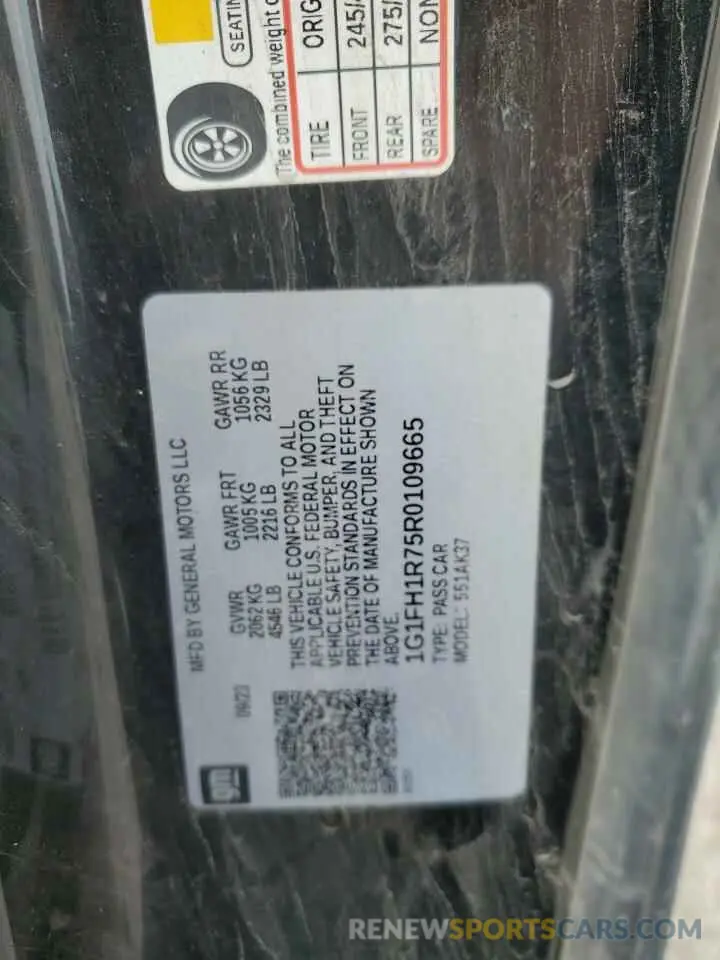 SEATIN
The combined weight o
TIRE ORIG
FRONT 245/
REAR 275/
SPARE NON
MFD BY GENERAL MOTORS LLC
09/23
GVWR GAWR FRT GAWR RR
2062 KG 1005 KG 1056 KG
4546 LB 2216 LB 2329 LB
THIS VEHICLE CONFORMS TO ALL
APPLICABLE U.S. FEDERAL MOTOR
VEHICLE SAFETY, BUMPER, AND THEFT
PREVENTION STANDARDS IN EFFECT ON
THE DATE OF MANUFACTURE SHOWN
ABOVE.
1G1FH1R75R0109665
TYPE: PASS CAR
MODEL: 551AK37
gm
RENEWSPORTSCARS.COM